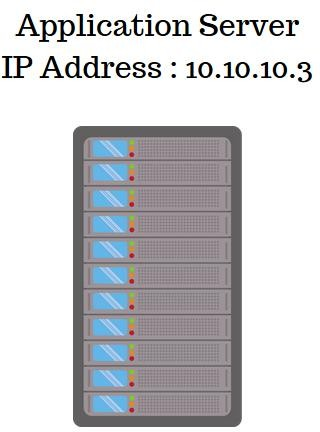 Application Server
IP Address : 10.10.10.3